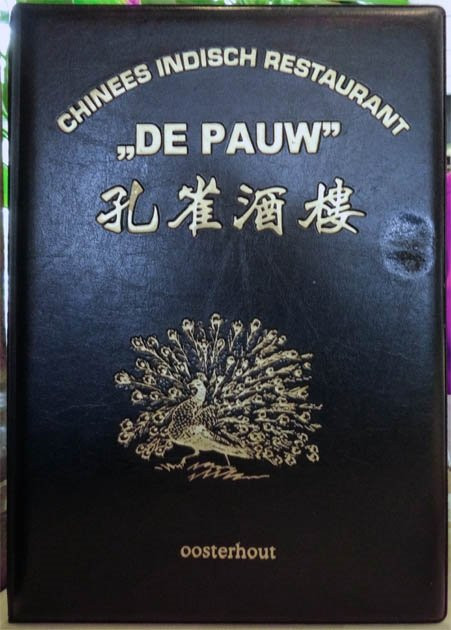 CHINEES INDISCH RESTAURANT
„DE PAUW”
孔雀酒樓
oosterhout